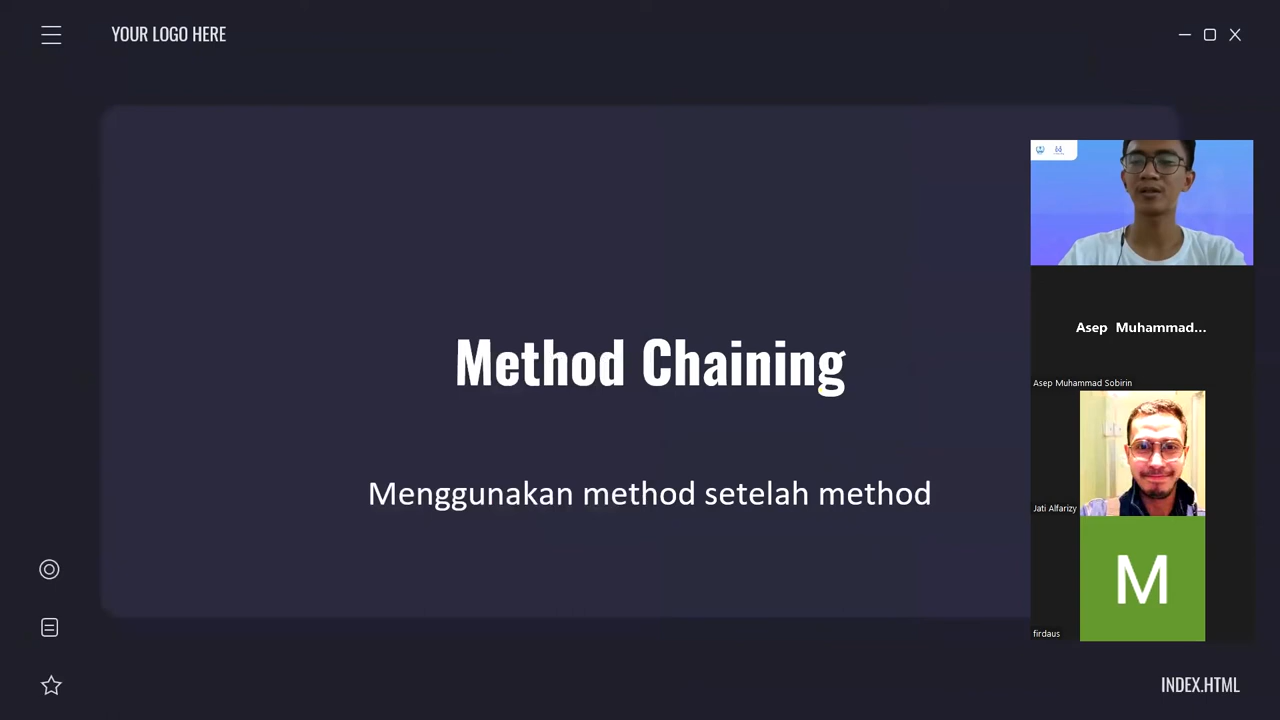 YOUR LOGO HERE
Method Chaining
Menggunakan method setelah method
Asep Muhammad...
Asep Muhammad Sobirin
Jati Alfarizy
M
firdaus
INDEX.HTML